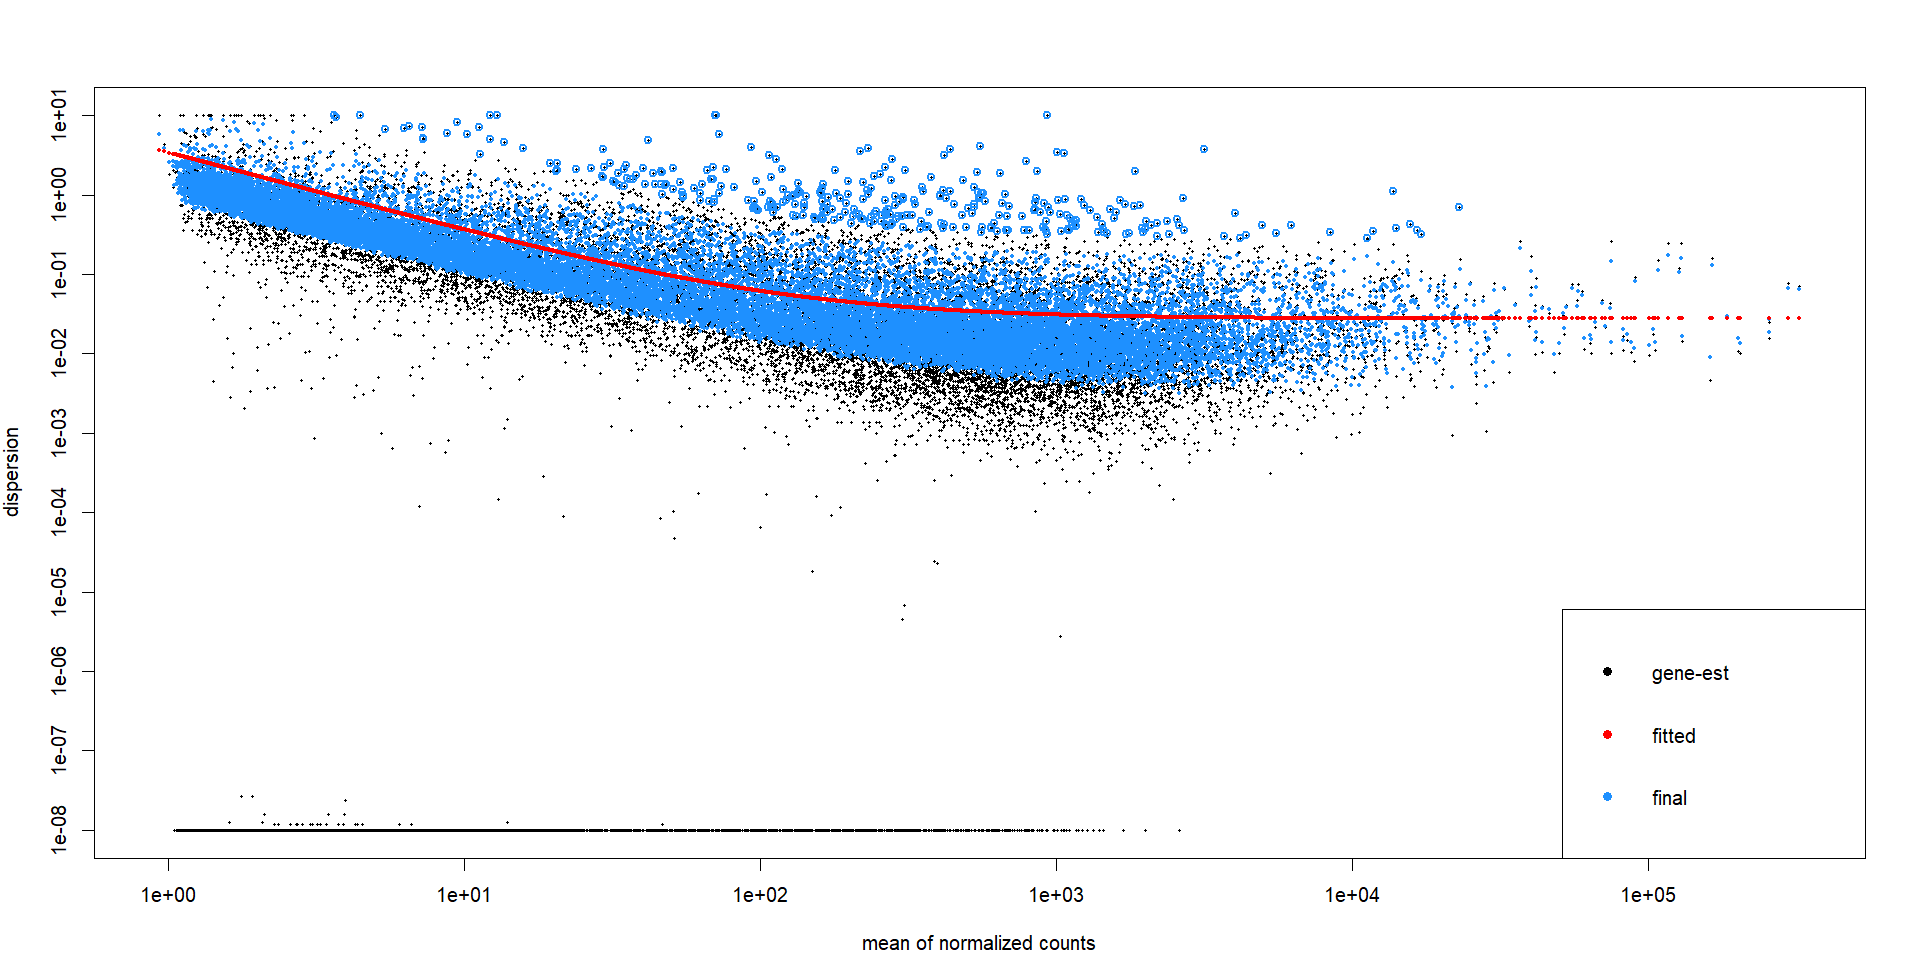 dispersion
1e+01
1e+00
1e-01
1e-02
1e-03
1e-04
1e-05
1e-06
1e-07
1e-08
gene-est
fitted
final
1e+00 1e+01 1e+02 1e+03 1e+04 1e+05
mean of normalized counts